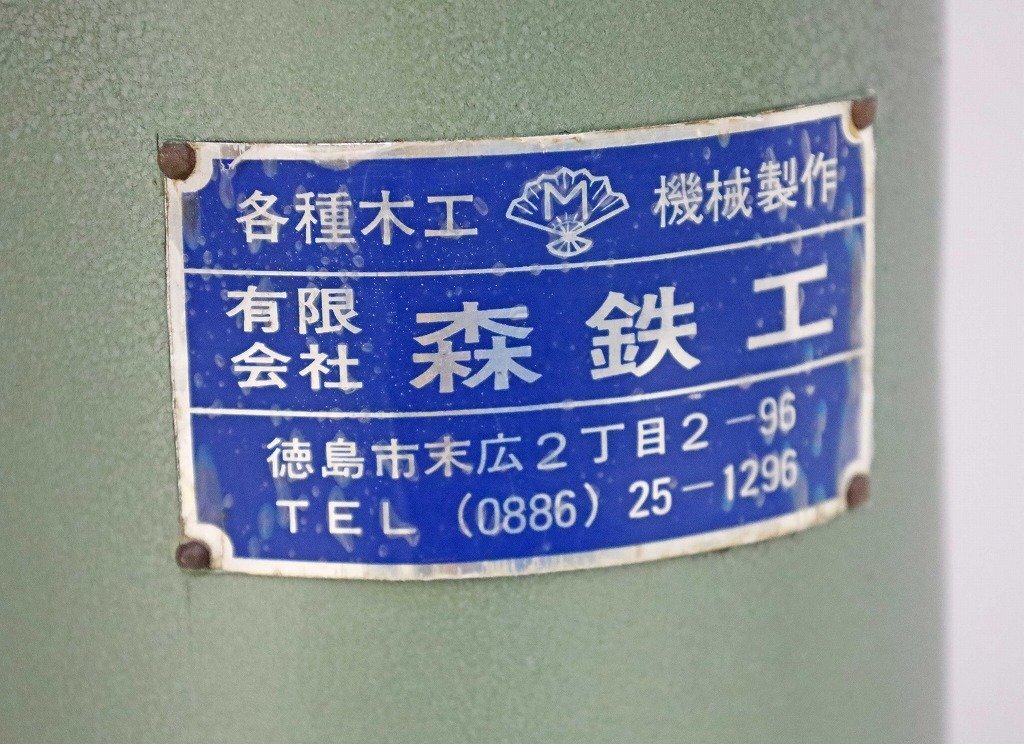 各種木工 M 機械製作
有限会社 森鉄工
徳島市末広2丁目2-96
TEL (0886) 25-1296